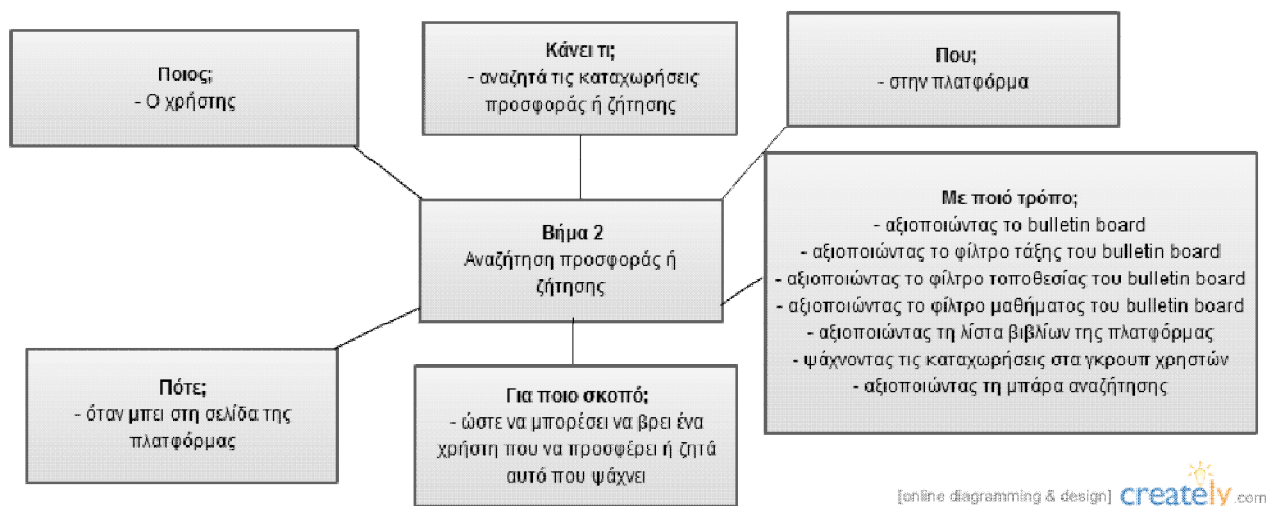 Ποιος;
- Ο χρήστης
Κάνει τι;
- αναζητά τις καταχωρήσεις
προσφοράς ή ζήτησης
Που;
- στην πλατφόρμα
Βήμα 2
Αναζήτηση προσφοράς ή
ζήτησης
Με ποιό τρόπο;
- αξιοποιώντας το bulletin board
- αξιοποιώντας το φίλτρο τάξης του bulletin board
- αξιοποιώντας το φίλτρο τοποθεσίας του bulletin board
- αξιοποιώντας το φίλτρο μαθήματος του bulletin board
- αξιοποιώντας τη λίστα βιβλίων της πλατφόρμας
- ψάχνοντας τις καταχωρήσεις στα γκρουπ χρηστών
- αξιοποιώντας τη μπάρα αναζήτησης
Πότε;
- όταν μπει στη σελίδα της
πλατφόρμας
Για ποιο σκοπό;
- ώστε να μπορέσει να βρει ένα
χρήστη που να προσφέρει ή ζητά
αυτό που ψάχνει
[online diagramming & design] creately.com